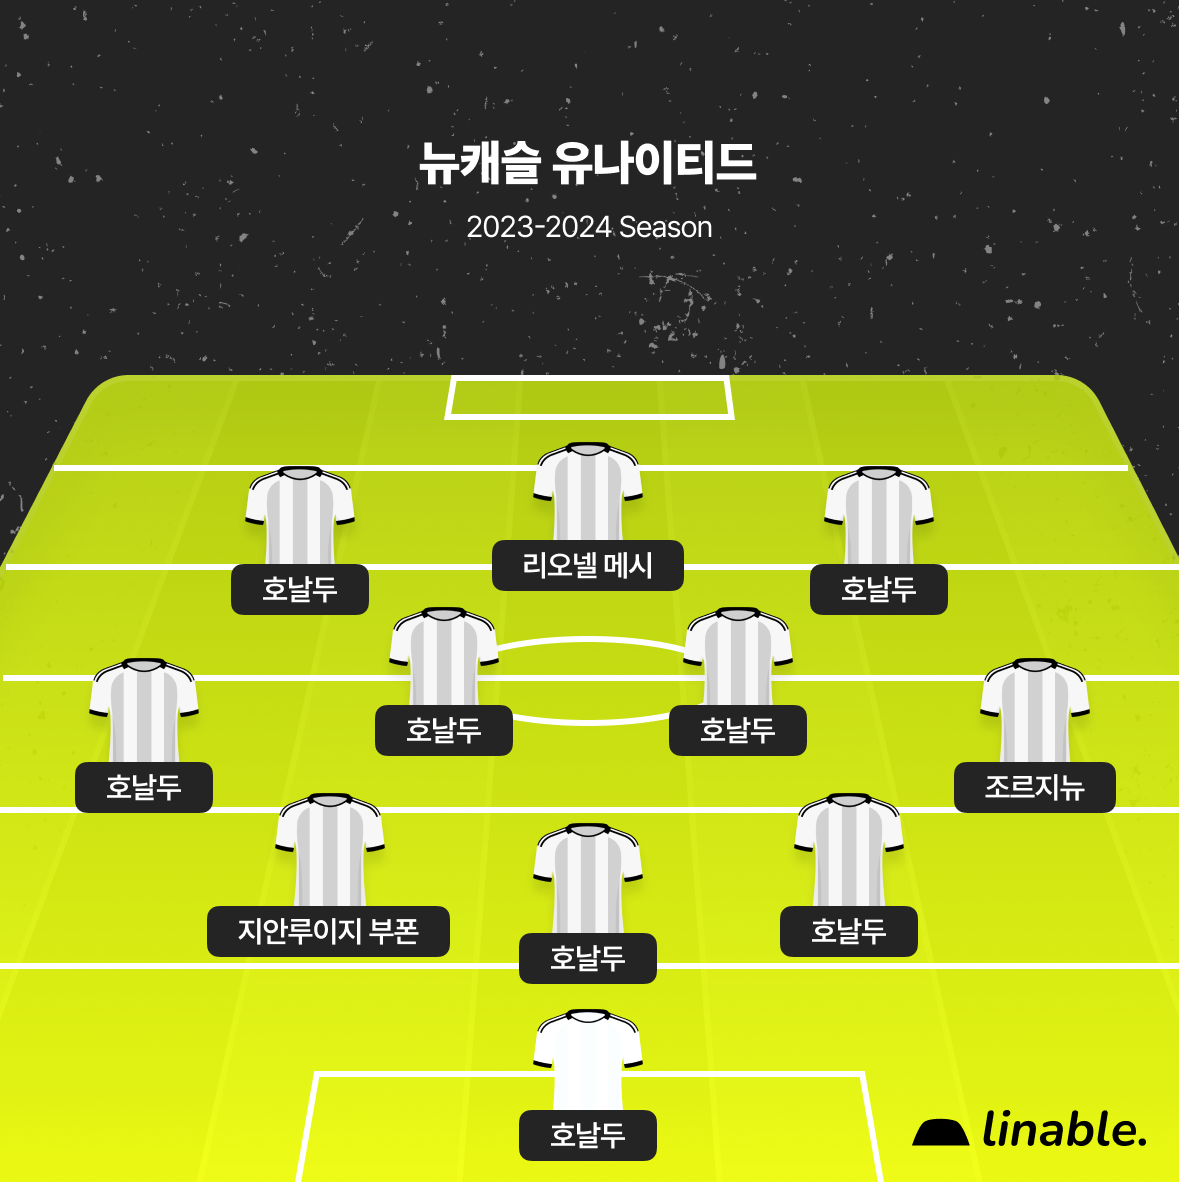 뉴캐슬 유나이티드
2023-2024 Season
리오넬 메시
호날두
호날두
호날두
호날두
호날두
조르지뉴
지안루이지 부폰
호날두
호날두
호날두
linable.